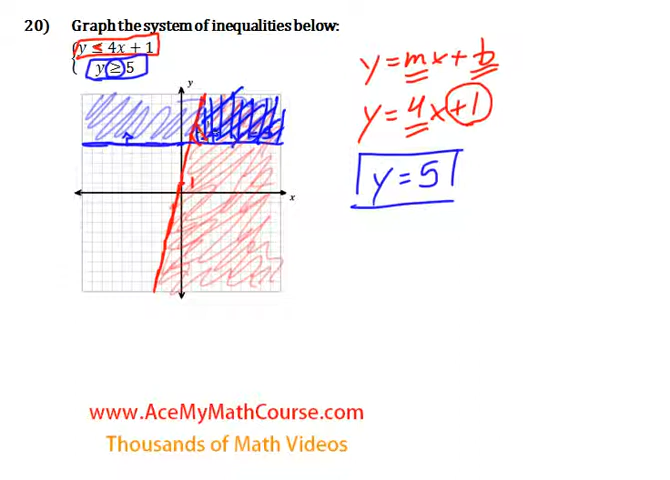 20) Graph the system of inequalities below:
y ≤ 4x + 1
y ≥ 5
y
x
1
y = mx + b
y = 4x + 1
y = 5
www.AceMyMathCourse.com
Thousands of Math Videos